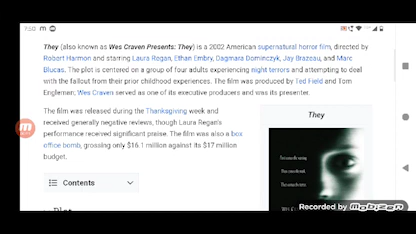 7:50
They (also known as Wes Craven Presents: They) is a 2002 American supernatural horror film, directed by
Robert Harmon and starring Laura Regan, Ethan Embry, Dagmara Dominczyk, Jay Brazeau, and Marc
Blucas. The plot is centered on a group of four adults experiencing night terrors and attempting to deal
with the fallout from their prior childhood experiences. The film was produced by Ted Field and Tom
Engleman; Wes Craven served as one of its executive producers and was its presenter.
The film was released during the Thanksgiving week and
received generally negative reviews, though Laura Regan's
performance received significant praise. The film was also a box
office bomb, grossing only $16.1 million against its $17 million
budget.
They
Contents
Plot
Recorded by Mobizen